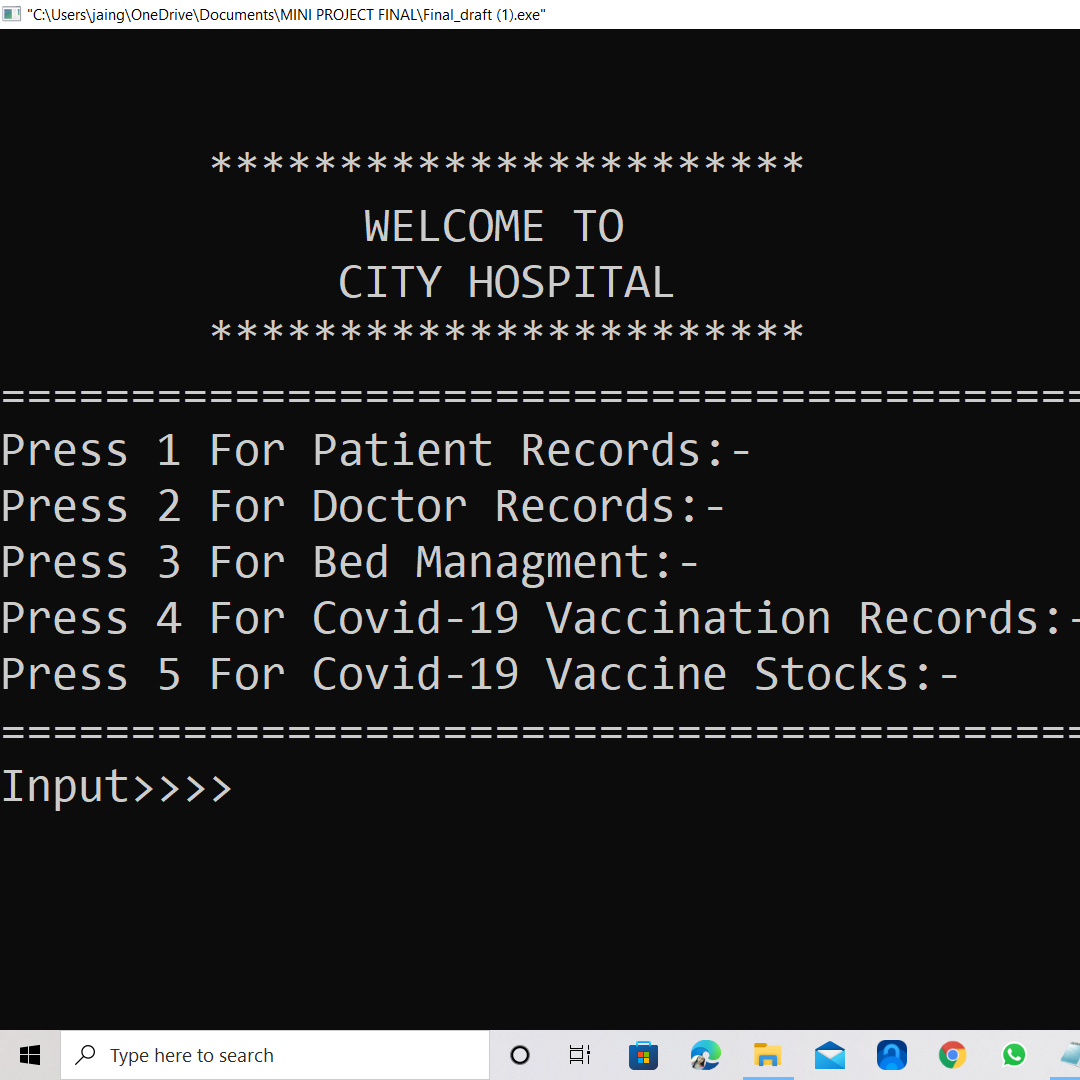 "C:\Users\jaing\OneDrive\Documents\MINI PROJECT FINAL\Final_draft (1).exe"
***********************
WELCOME TO
CITY HOSPITAL
***********************
==========================================
Press 1 For Patient Records:-
Press 2 For Doctor Records:-
Press 3 For Bed Managment:-
Press 4 For Covid-19 Vaccination Records:-
Press 5 For Covid-19 Vaccine Stocks:-
==========================================
Input>>>>
Type here to search